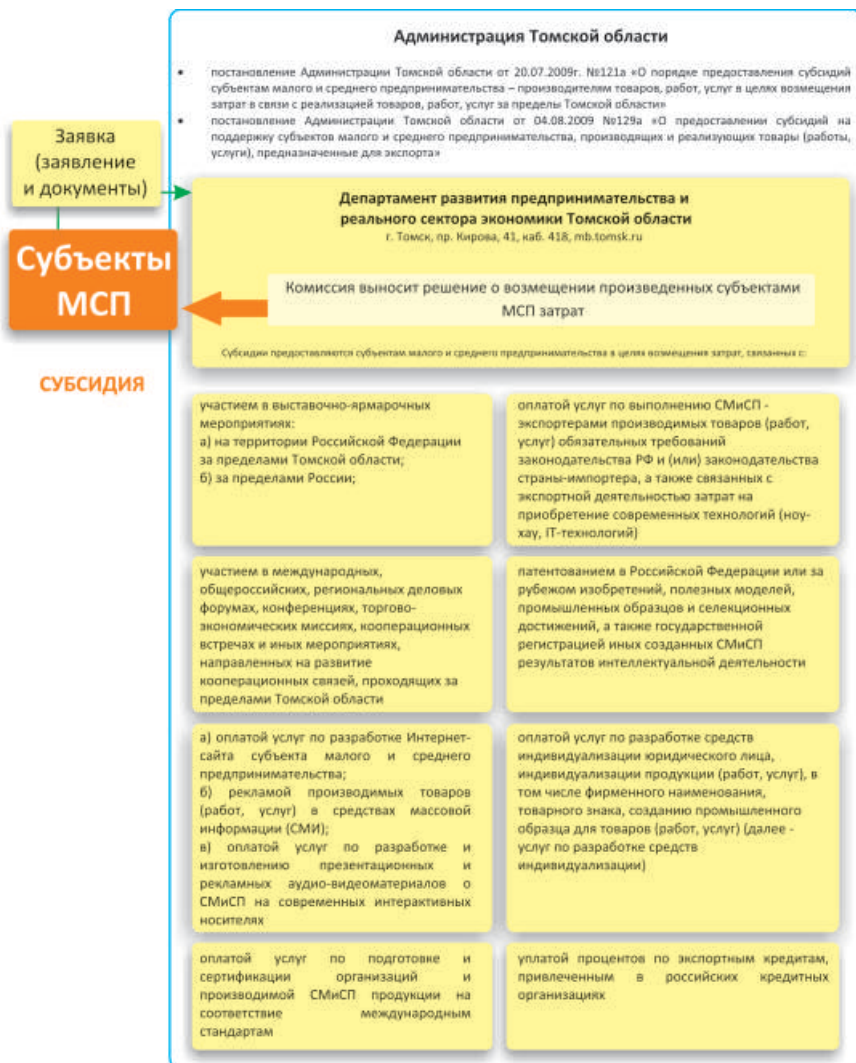 Администрация Томской области
• постановление Администрации Томской области от 20.07.2009г. №121а «О порядке предоставления субсидий
субъектам малого и среднего предпринимательства – производителям товаров, работ, услуг в целях возмещения
затрат в связи с реализацией товаров, работ, услуг за пределы Томской области»
• постановление Администрации Томской области от 04.08.2009 №129а «О предоставлении субсидий на
поддержку субъектов малого и среднего предпринимательства, производящих и реализующих товары (работы,
услуги), предназначенные для экспорта»
Заявка
(заявление
и документы)
Департамент развития предпринимательства и
реального сектора экономики Томской области
г. Томск, пр. Кирова, 41, каб. 418, mb.tomsk.ru
Субъекты
МСП
Комиссия выносит решение о возмещении произведенных субъектами
МСП затрат
Субсидии предоставляются субъектам малого и среднего предпринимательства в целях возмещения затрат, связанных с:
СУБСИДИЯ
участием в выставочно-ярмарочных
мероприятиях:
а) на территории Российской Федерации
за пределами Томской области;
б) за пределами России;
оплатой услуг по выполнению СМиСП -
экспортерами производимых товаров (работ,
услуг) обязательных требований
законодательства РФ и (или) законодательства
страны-импортера, а также связанных с
экспортной деятельностью затрат на
приобретение современных технологий (ноу-
хау, IT-технологий)
участием в международных,
общероссийских, региональных деловых
форумах, конференциях, торгово-
экономических миссиях, кооперационных
встречах и иных мероприятиях,
направленных на развитие
кооперационных связей, проходящих за
пределами Томской области
патентованием в Российской Федерации или за
рубежом изобретений, полезных моделей,
промышленных образцов и селекционных
достижений, а также государственной
регистрацией иных созданных СМиСП
результатов интеллектуальной деятельности
а) оплатой услуг по разработке Интернет-
сайта субъекта малого и среднего
предпринимательства;
б) рекламой производимых товаров
(работ, услуг) в средствах массовой
информации (СМИ);
в) оплатой услуг по разработке и
изготовлению презентационных и
рекламных аудио-видеоматериалов о
СМиСП на современных интерактивных
носителях
оплатой услуг по разработке средств
индивидуализации юридического лица,
индивидуализации продукции (работ, услуг), в
том числе фирменного наименования,
товарного знака, созданию промышленного
образца для товаров (работ, услуг) (далее -
услуг по разработке средств
индивидуализации)
оплатой услуг по подготовке и
сертификации организаций и
производимой СМиСП продукции на
соответствие международным
стандартам
уплатой процентов по экспортным кредитам,
привлеченным в российских кредитных
организациях